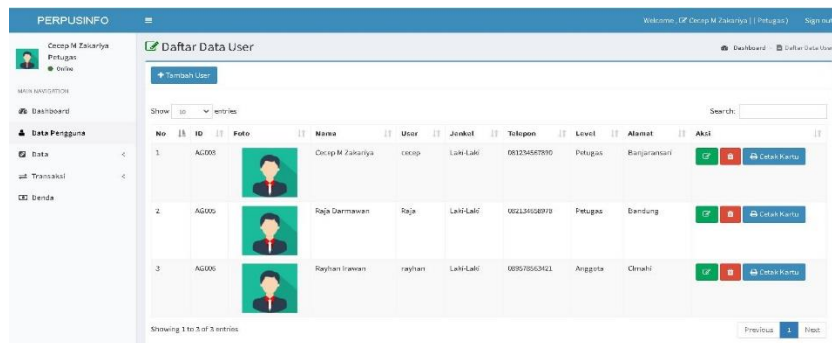 PERPUSINFO
Welcome, Cecep M Zakariya | ( Petugas ) Sign out
Cecep M Zakariya
Petugas
Online
MAIN NAVIGATION
Dashboard
Data Pengguna
Data
Transaksi
Denda
Daftar Data User
Dashboard Daftar Data User
+ Tambah User
Show 10 entries
Search:
No ID Foto Nama User Jenkel Telepon Level Alamat Aksi
1 AG003 Cecep M Zakariya cecep Laki-Laki 081234567890 Petugas Banjaransari Cetak Kartu
2 AG005 Raja Darmawan Raja Laki-Laki Petugas Bandung Cetak Kartu
3 AG006 Rayhan Irawan rayhan Laki-Laki 089578563421 Anggota Cimahi Cetak Kartu
Showing 1 to 3 of 3 entries
Previous 1 Next